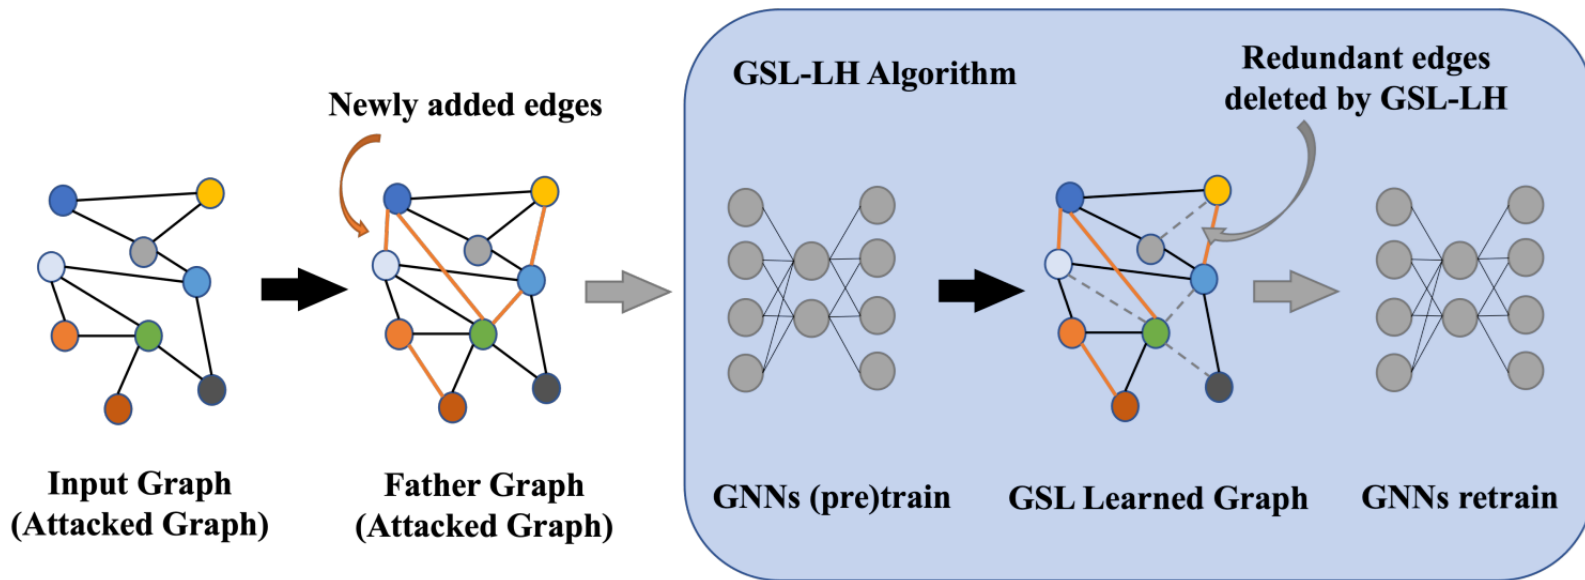 GSL-LH Algorithm
Redundant edges
deleted by GSL-LH
Newly added edges
Input Graph
(Attacked Graph)
Father Graph
(Attacked Graph)
GNNs (pre)train
GSL Learned Graph
GNNs retrain